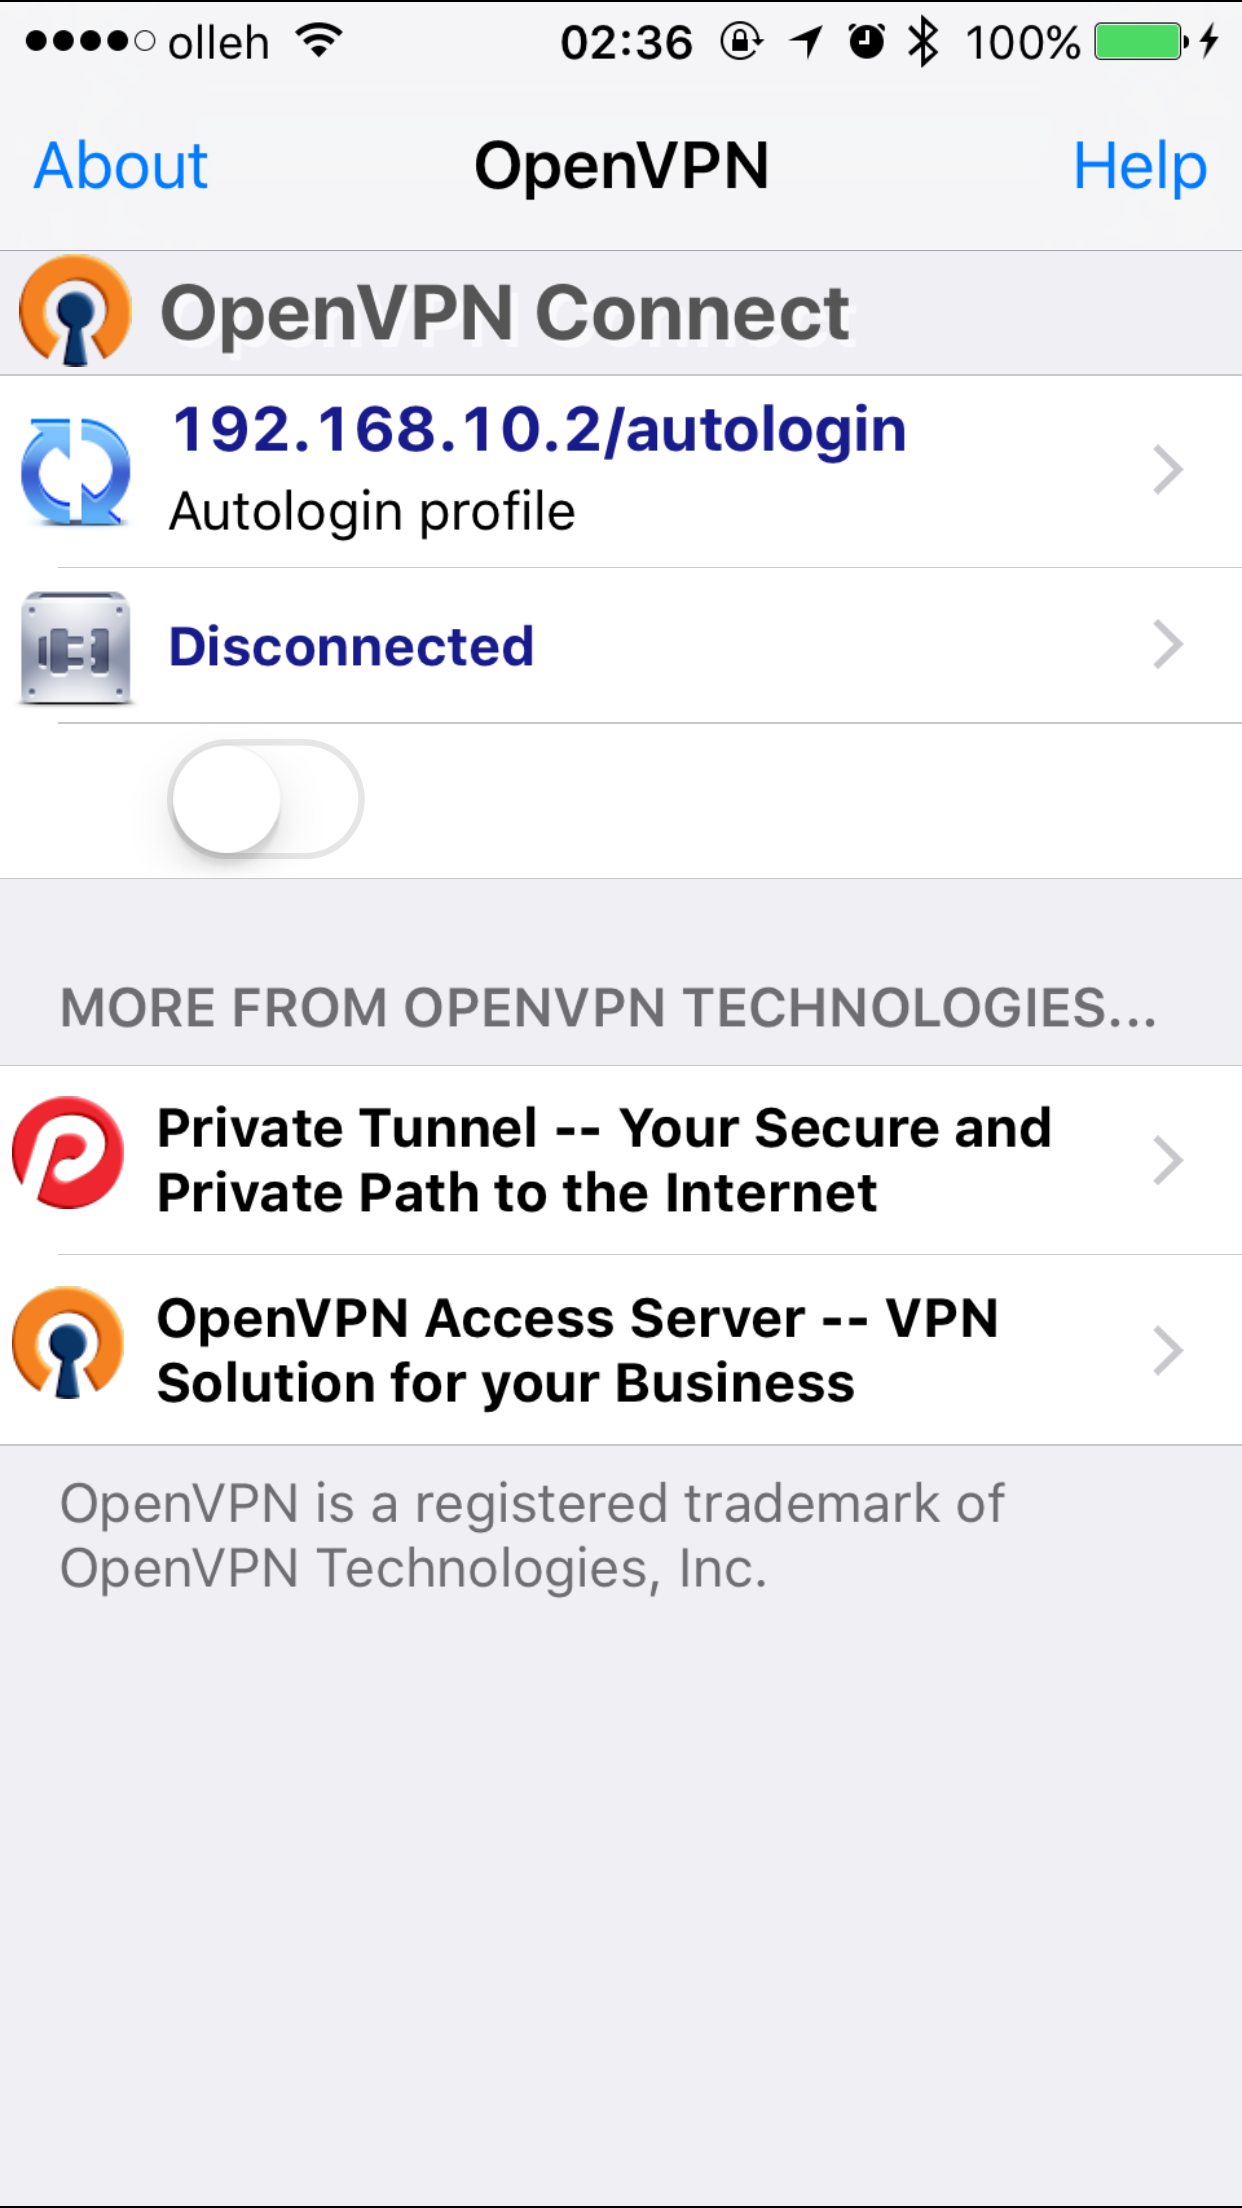 olleh 02:36 100%
About OpenVPN Help
OpenVPN Connect
192.168.10.2/autologin
Autologin profile
Disconnected
MORE FROM OPENVPN TECHNOLOGIES...
Private Tunnel -- Your Secure and
Private Path to the Internet
OpenVPN Access Server -- VPN
Solution for your Business
OpenVPN is a registered trademark of
OpenVPN Technologies, Inc.